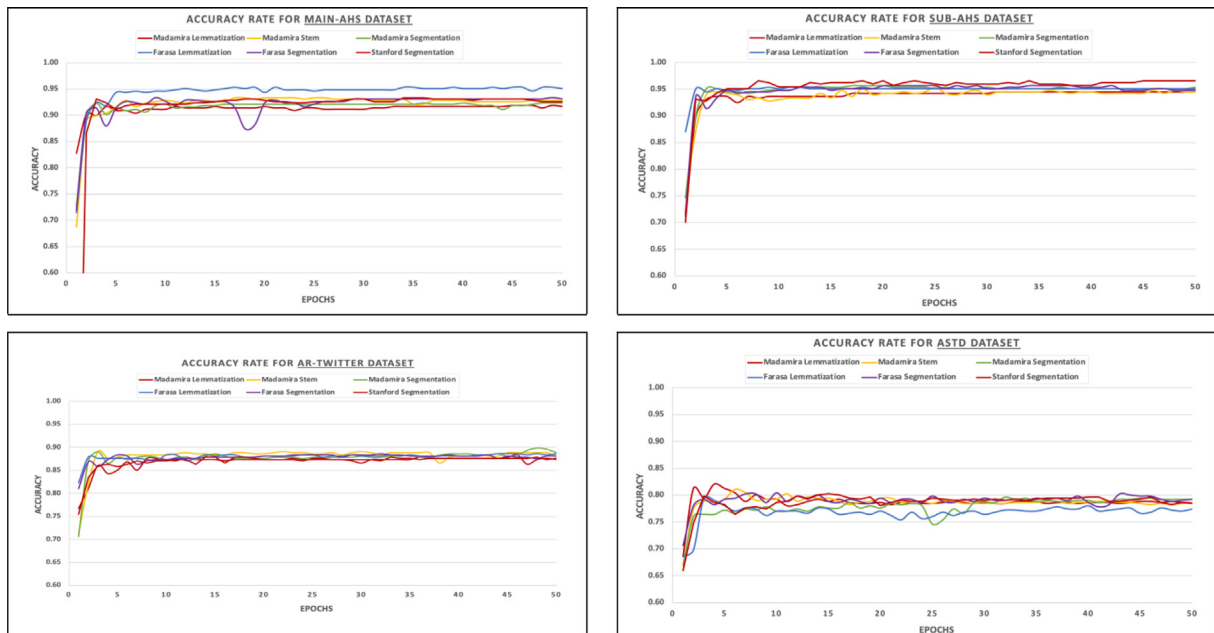 ACCURACY RATE FOR MAIN-AHS DATASET
Madamira Lemmatization Madamira Stem Madamira Segmentation
Farasa Lemmatization Farasa Segmentation Stanford Segmentation
1.00
0.95
0.90
0.85
0.80
0.75
0.70
0.65
0.60
ACCURACY
0 5 10 15 20 25 30 35 40 45 50
EPOCHS
ACCURACY RATE FOR SUB-AHS DATASET
Madamira Lemmatization Madamira Stem Madamira Segmentation
Farasa Lemmatization Farasa Segmentation Stanford Segmentation
1.00
0.95
0.90
0.85
0.80
0.75
0.70
0.65
0.60
ACCURACY
0 5 10 15 20 25 30 35 40 45 50
EPOCHS
ACCURACY RATE FOR AR-TWITTER DATASET
Madamira Lemmatization Madamira Stem Madamira Segmentation
Farasa Lemmatization Farasa Segmentation Stanford Segmentation
1.00
0.95
0.90
0.85
0.80
0.75
0.70
0.65
0.60
ACCURACY
0 5 10 15 20 25 30 35 40 45 50
EPOCHS
ACCURACY RATE FOR ASTD DATASET
Madamira Lemmatization Madamira Stem Madamira Segmentation
Farasa Lemmatization Farasa Segmentation Stanford Segmentation
1.00
0.95
0.90
0.85
0.80
0.75
0.70
0.65
0.60
ACCURACY
0 5 10 15 20 25 30 35 40 45 50
EPOCHS